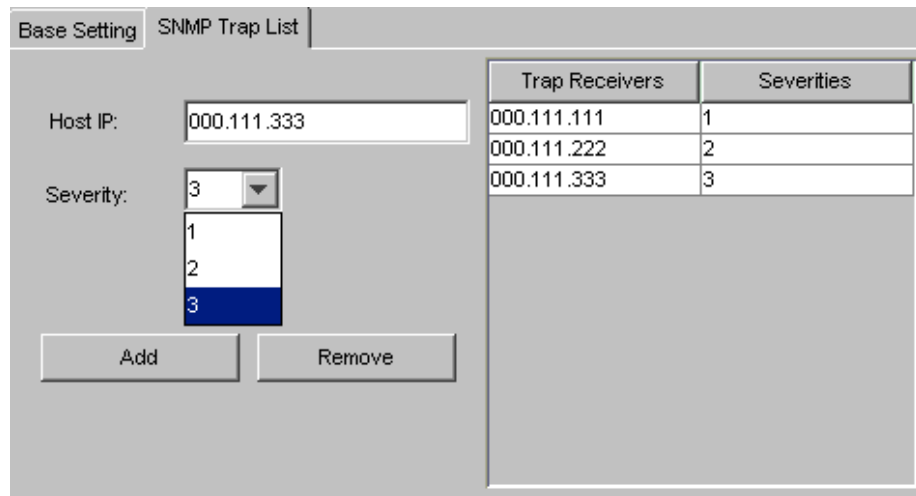 Base Setting
SNMP Trap List
Host IP: 000.111.333
Severity: 3
1
2
3
Add
Remove
Trap Receivers Severities
000.111.111 1
000.111.222 2
000.111.333 3